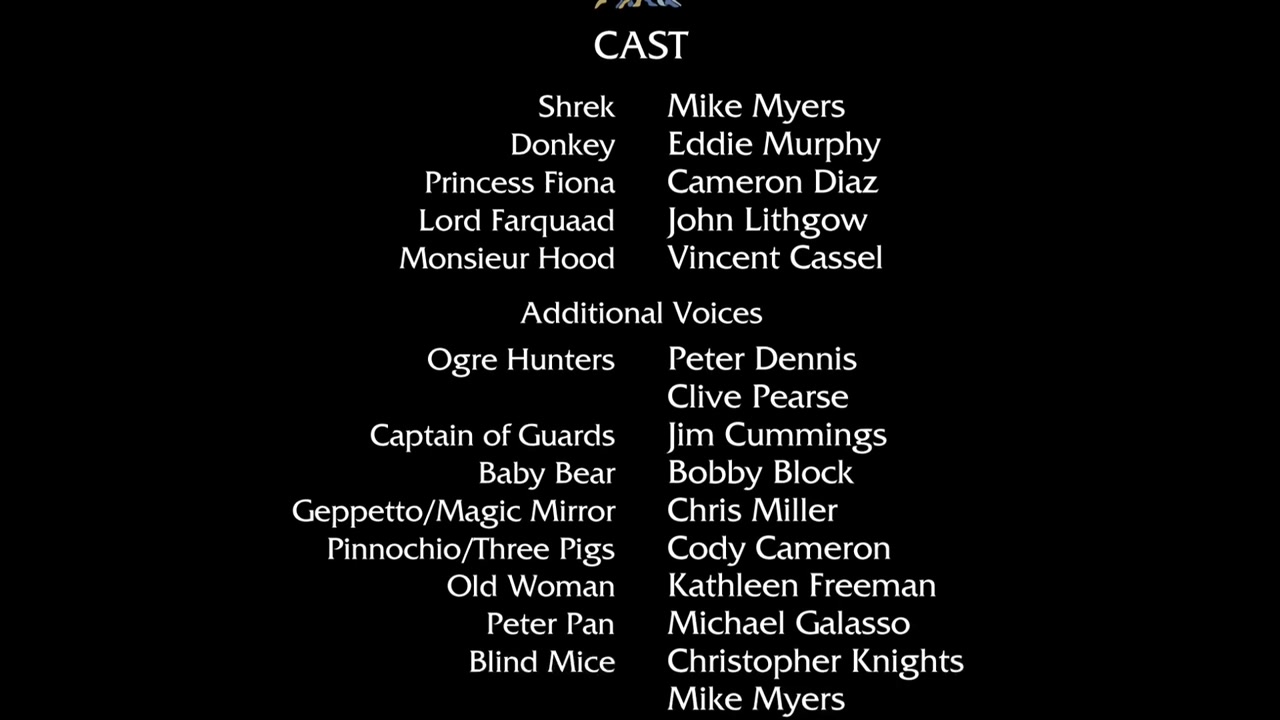 CAST
Shrek Mike Myers
Donkey Eddie Murphy
Princess Fiona Cameron Diaz
Lord Farquaad John Lithgow
Monsieur Hood Vincent Cassel
Additional Voices
Ogre Hunters Peter Dennis
Clive Pearse
Captain of Guards Jim Cummings
Baby Bear Bobby Block
Geppetto/Magic Mirror Chris Miller
Pinnochio/Three Pigs Cody Cameron
Old Woman Kathleen Freeman
Peter Pan Michael Galasso
Blind Mice Christopher Knights
Mike Myers